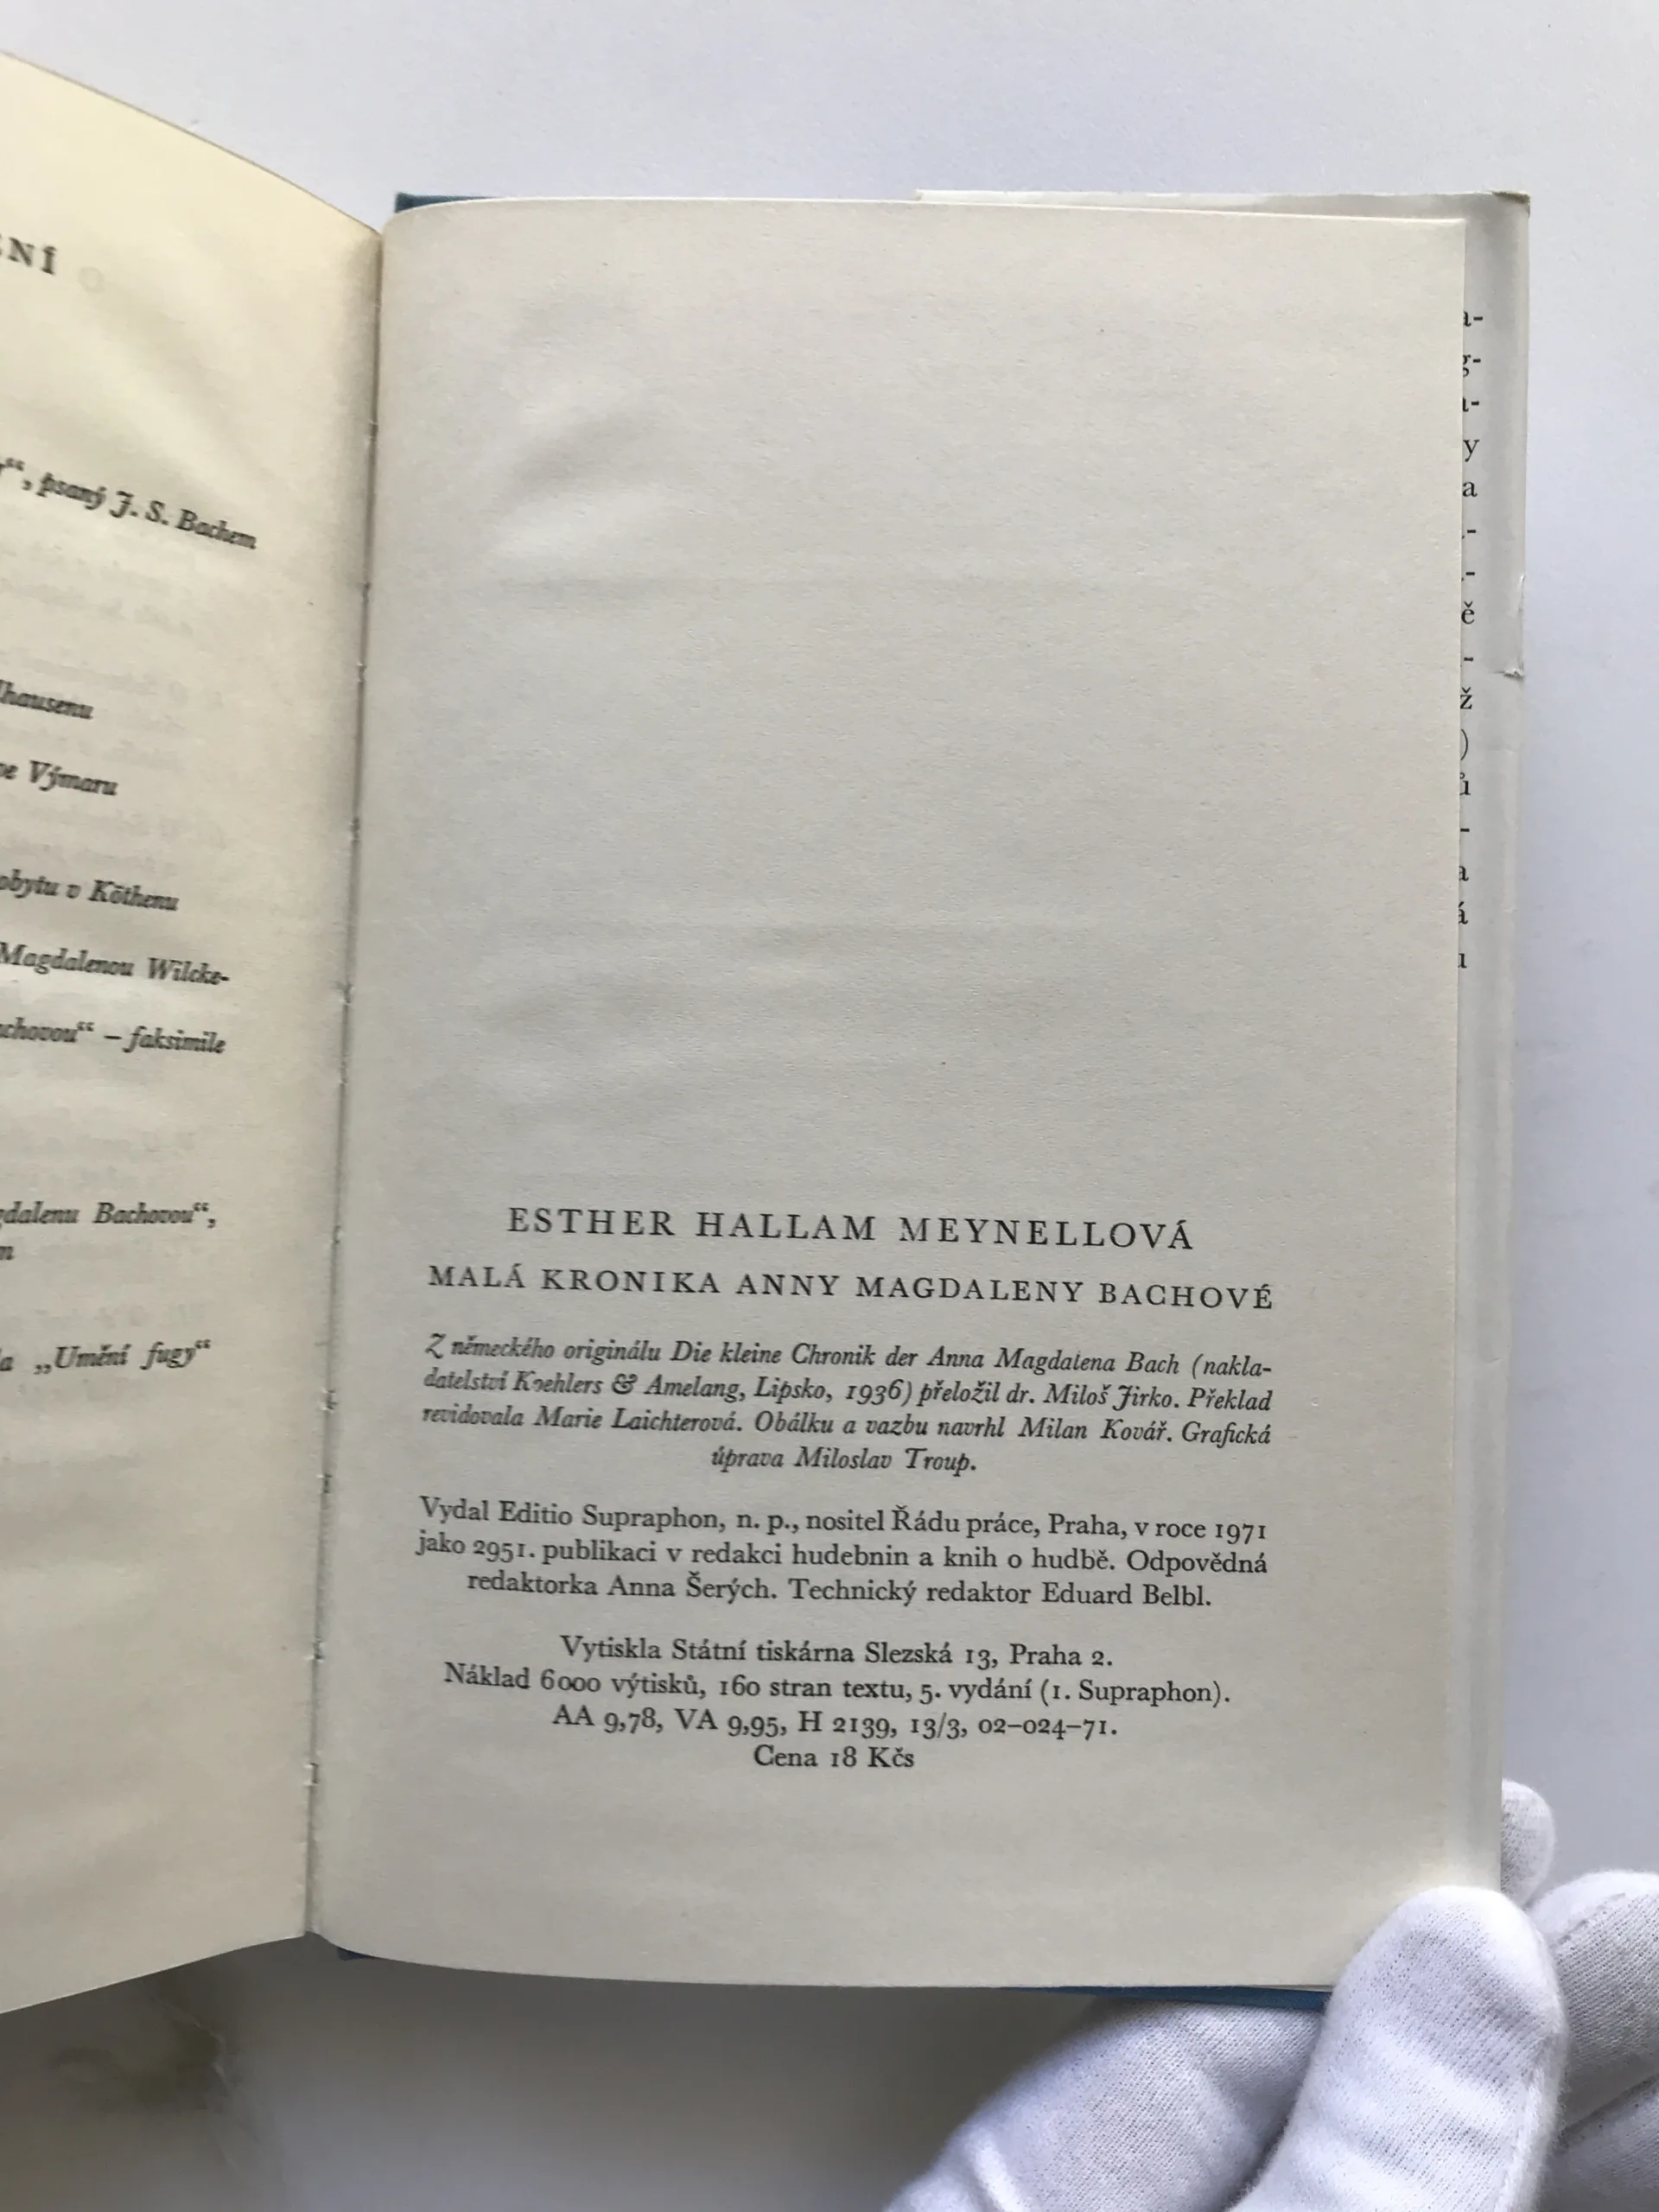 NÍ
psaný J. S. Bachem
Výmaru
v Köthenu
Magdalenou Wilcke-
– faksimile
Bachovou“,
„Umění fugy“
ESTHER HALLAM MEYNELLOVÁ
MALÁ KRONIKA ANNY MAGDALENY BACHOVÉ
Z německého originálu Die kleine Chronik der Anna Magdalena Bach (nakla-
datelství Koehlers & Amelang, Lipsko, 1936) přeložil dr. Miloš Jirko. Překlad
revidovala Marie Laichterová. Obálku a vazbu navrhl Milan Kovář. Grafická
úprava Miloslav Troup.
Vydal Editio Supraphon, n. p., nositel Řádu práce, Praha, v roce 1971
jako 2951. publikaci v redakci hudebnin a knih o hudbě. Odpovědná
redaktorka Anna Šerých. Technický redaktor Eduard Belbl.
Vytiskla Státní tiskárna Slezská 13, Praha 2.
Náklad 6000 výtisků, 160 stran textu, 5. vydání (1. Supraphon).
AA 9,78, VA 9,95, H 2139, 13/3, 02–024–71.
Cena 18 Kčs